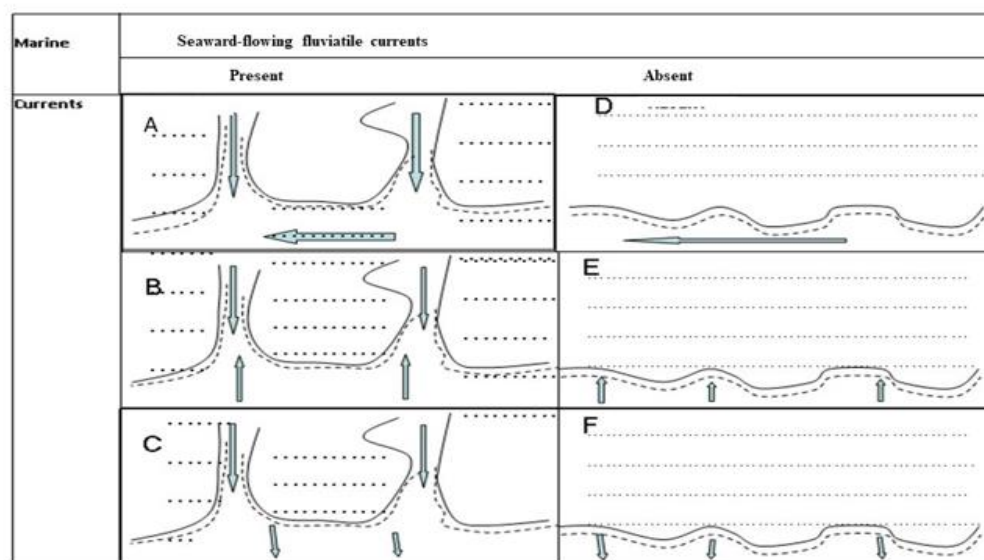 Marine
Seaward-flowing fluviatile currents
Present
Absent
Currents
A
D
B
E
C
F